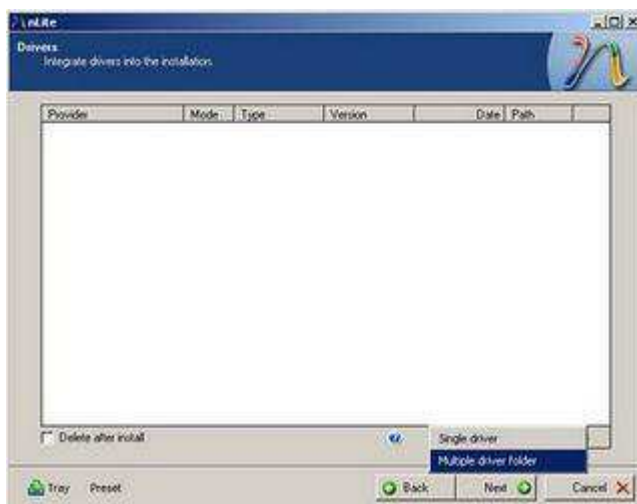 nLite
Drivers
Integrate drivers into the installation.
Provider Mode Type Version Date Path
Delete after install
Single driver
Multiple driver folder
Tray Preset Back Next Cancel